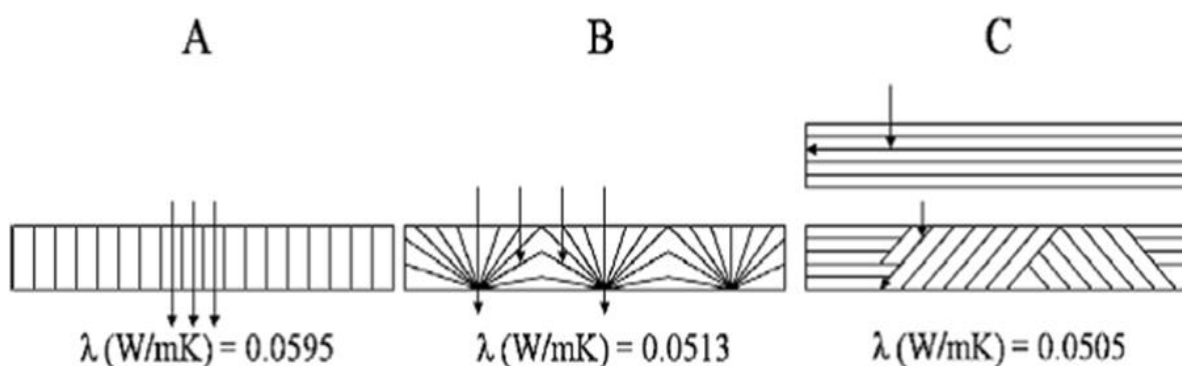 A
B
C
λ (W/mK) = 0.0595
λ (W/mK) = 0.0513
λ (W/mK) = 0.0505